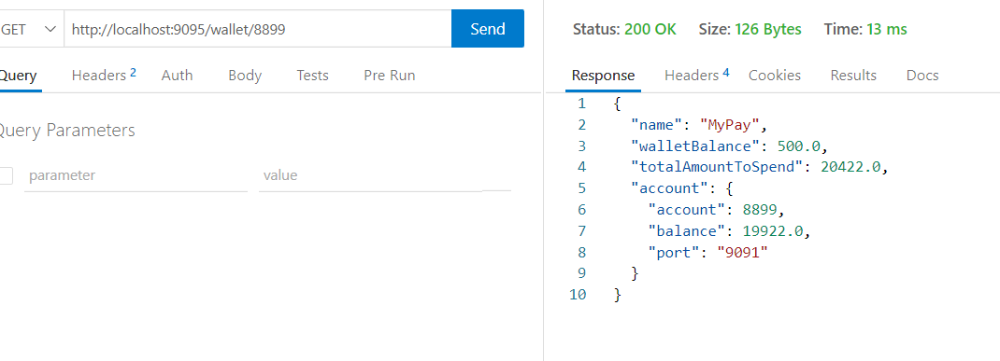 GET http://localhost:9095/wallet/8899 Send
Query Headers 2 Auth Body Tests Pre Run
Query Parameters
parameter value
Status: 200 OK Size: 126 Bytes Time: 13 ms
Response Headers 4 Cookies Results Docs
1 {
2 "name": "MyPay",
3 "walletBalance": 500.0,
4 "totalAmountToSpend": 20422.0,
5 "account": {
6 "account": 8899,
7 "balance": 19922.0,
8 "port": "9091"
9 }
10 }